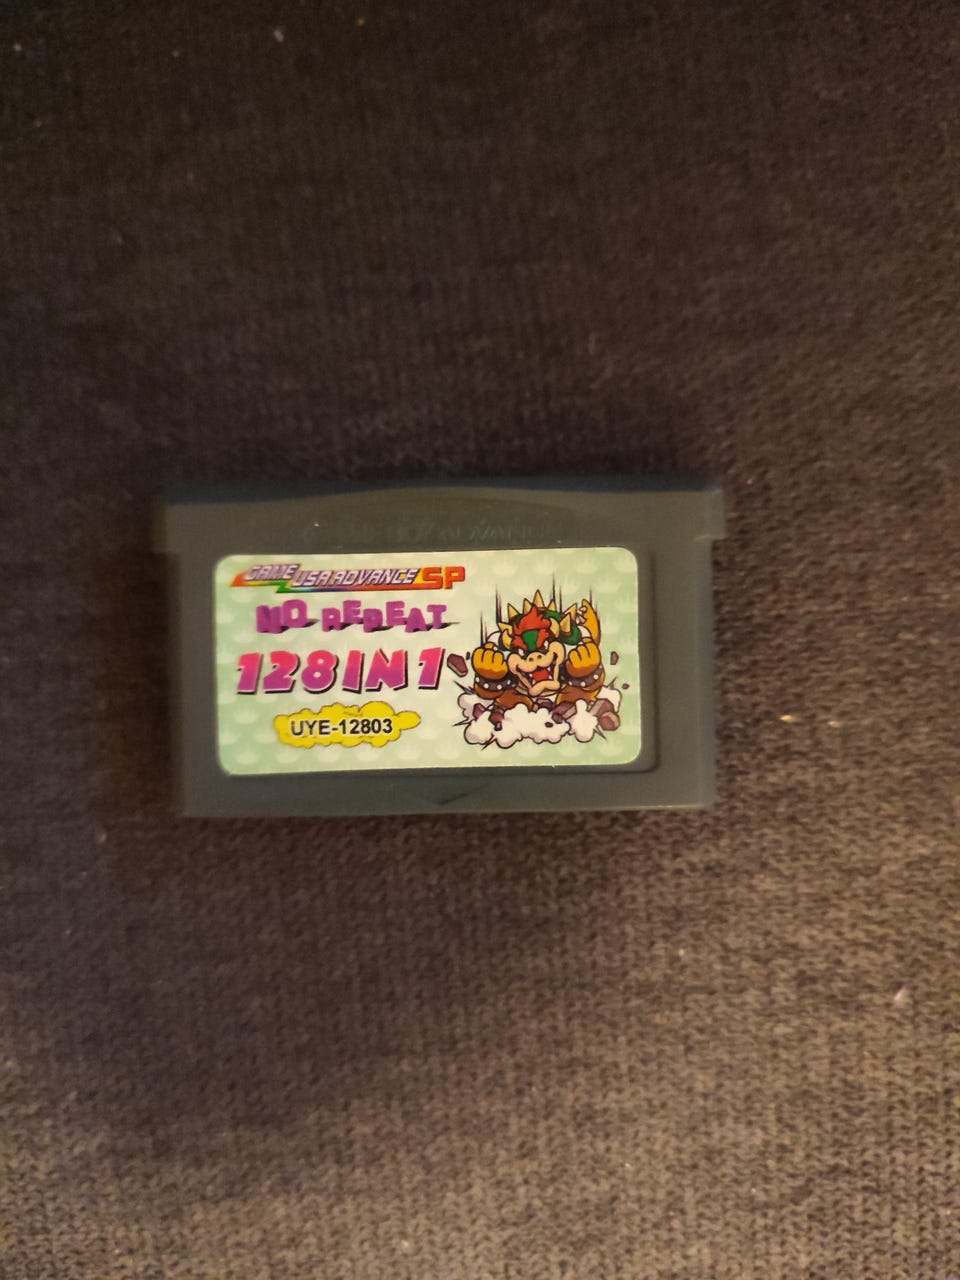 GAME USA ADVANCE SP
NO REPEAT
128 IN 1
UYE-12803